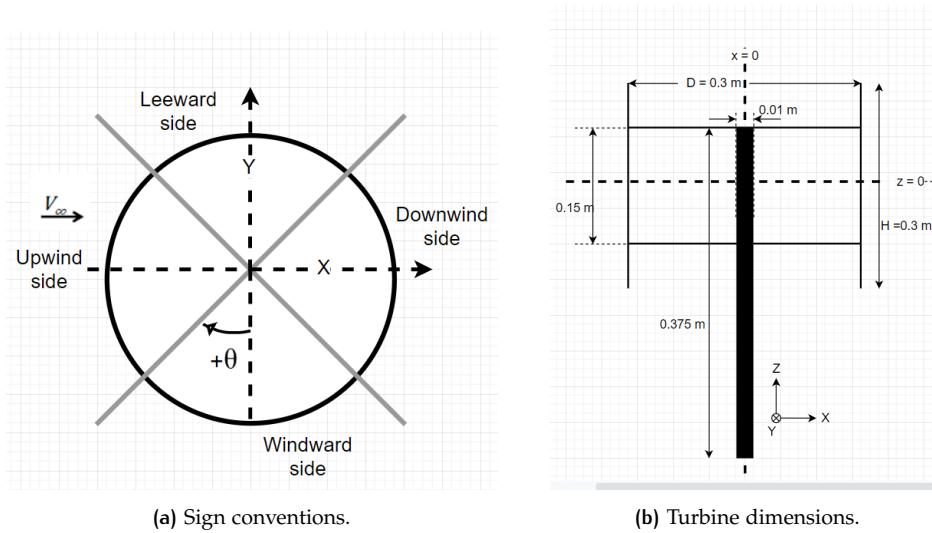 Leeward
side
Y
V∞
Downwind
side
Upwind
side
X
+θ
Windward
side
(a) Sign conventions.
x = 0
D = 0.3 m
0.01 m
z = 0
0.15 m
H =0.3 m
0.375 m
Z
X
Y
(b) Turbine dimensions.